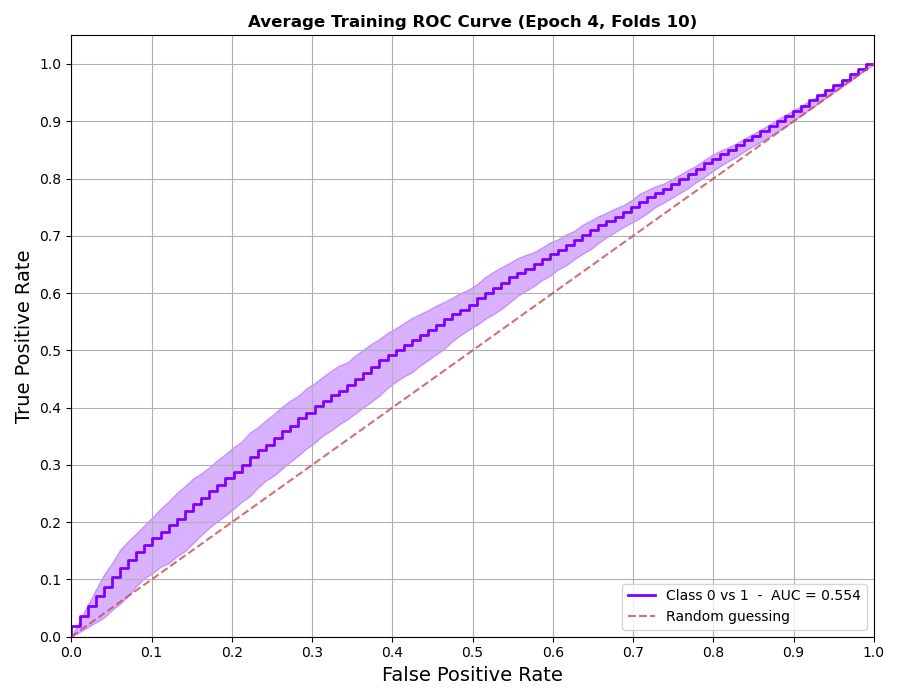 Average Training ROC Curve (Epoch 4, Folds 10)
True Positive Rate
1.0
0.9
0.8
0.7
0.6
0.5
0.4
0.3
0.2
0.1
0.0
Class 0 vs 1 - AUC = 0.554
Random guessing
0.0 0.1 0.2 0.3 0.4 0.5 0.6 0.7 0.8 0.9 1.0
False Positive Rate